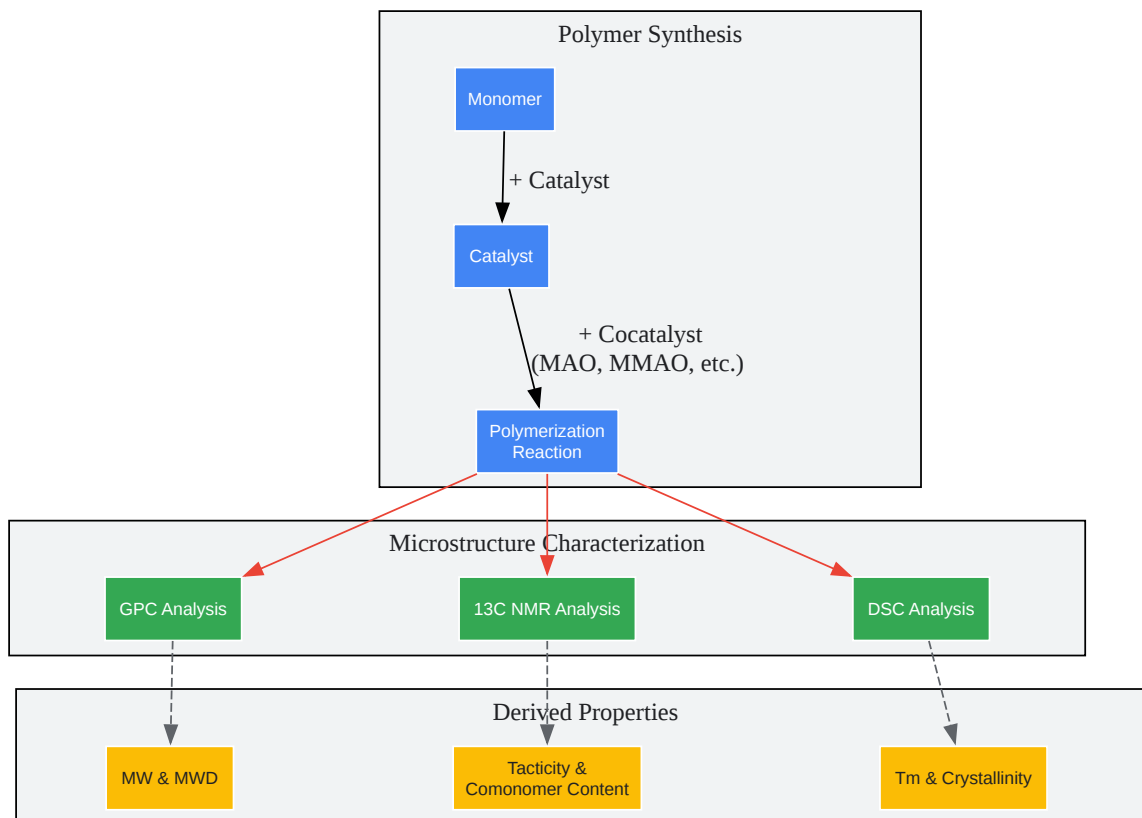 Polymer Synthesis
Monomer
+ Catalyst
Catalyst
+ Cocatalyst
(MAO, MMAO, etc.)
Polymerization
Reaction
Microstructure Characterization
GPC Analysis
13C NMR Analysis
DSC Analysis
Derived Properties
MW & MWD
Tacticity &
Comonomer Content
Tm & Crystallinity